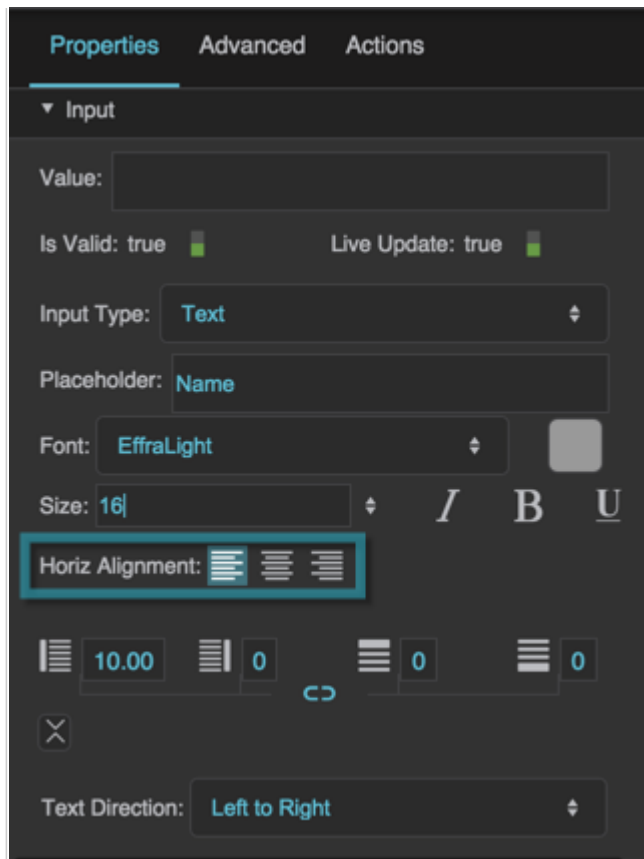 Properties Advanced Actions
Input
Value:
Is Valid: true Live Update: true
Input Type: Text
Placeholder: Name
Font: EffraLight
Size: 16 I B U
Horiz Alignment:
10.00 0 0 0
Text Direction: Left to Right